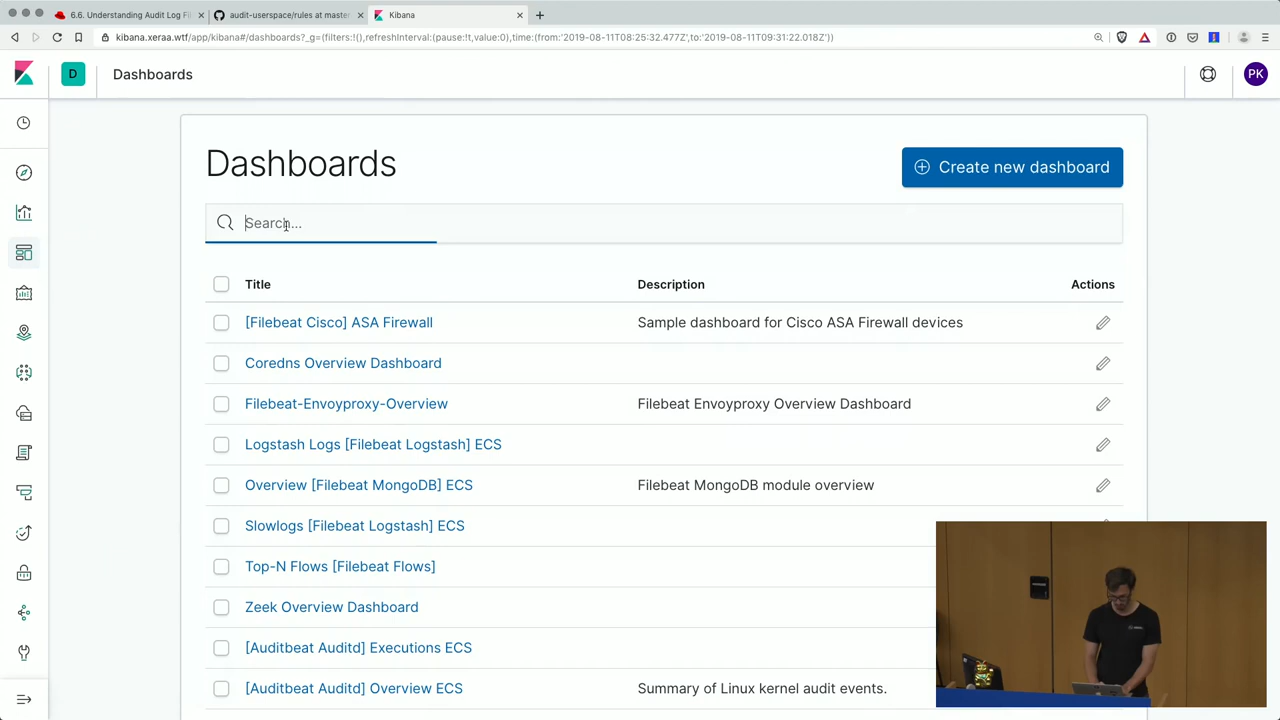 6.6. Understanding Audit Log Fi
audit-userspace/rules at master
Kibana
kibana.xeraa.wtf/app/kibana#/dashboards?_g=(filters:!(),refreshInterval:(pause:!t,value:0),time:(from:'2019-08-11T08:25:32.477Z',to:'2019-08-11T09:31:22.018Z'))
D
Dashboards
PK
Dashboards
Create new dashboard
Search...
Title Description Actions
[Filebeat Cisco] ASA Firewall Sample dashboard for Cisco ASA Firewall devices
Coredns Overview Dashboard
Filebeat-Envoyproxy-Overview Filebeat Envoyproxy Overview Dashboard
Logstash Logs [Filebeat Logstash] ECS
Overview [Filebeat MongoDB] ECS Filebeat MongoDB module overview
Slowlogs [Filebeat Logstash] ECS
Top-N Flows [Filebeat Flows]
Zeek Overview Dashboard
[Auditbeat Auditd] Executions ECS
[Auditbeat Auditd] Overview ECS Summary of Linux kernel audit events.